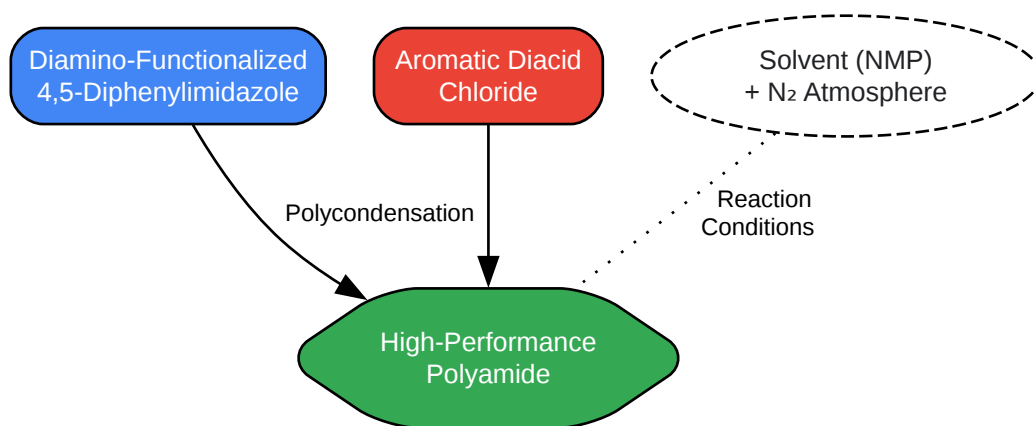 Diamino-Functionalized
4,5-Diphenylimidazole
Aromatic Diacid
Chloride
Solvent (NMP)
+ N₂ Atmosphere
Polycondensation
Reaction
Conditions
High-Performance
Polyamide